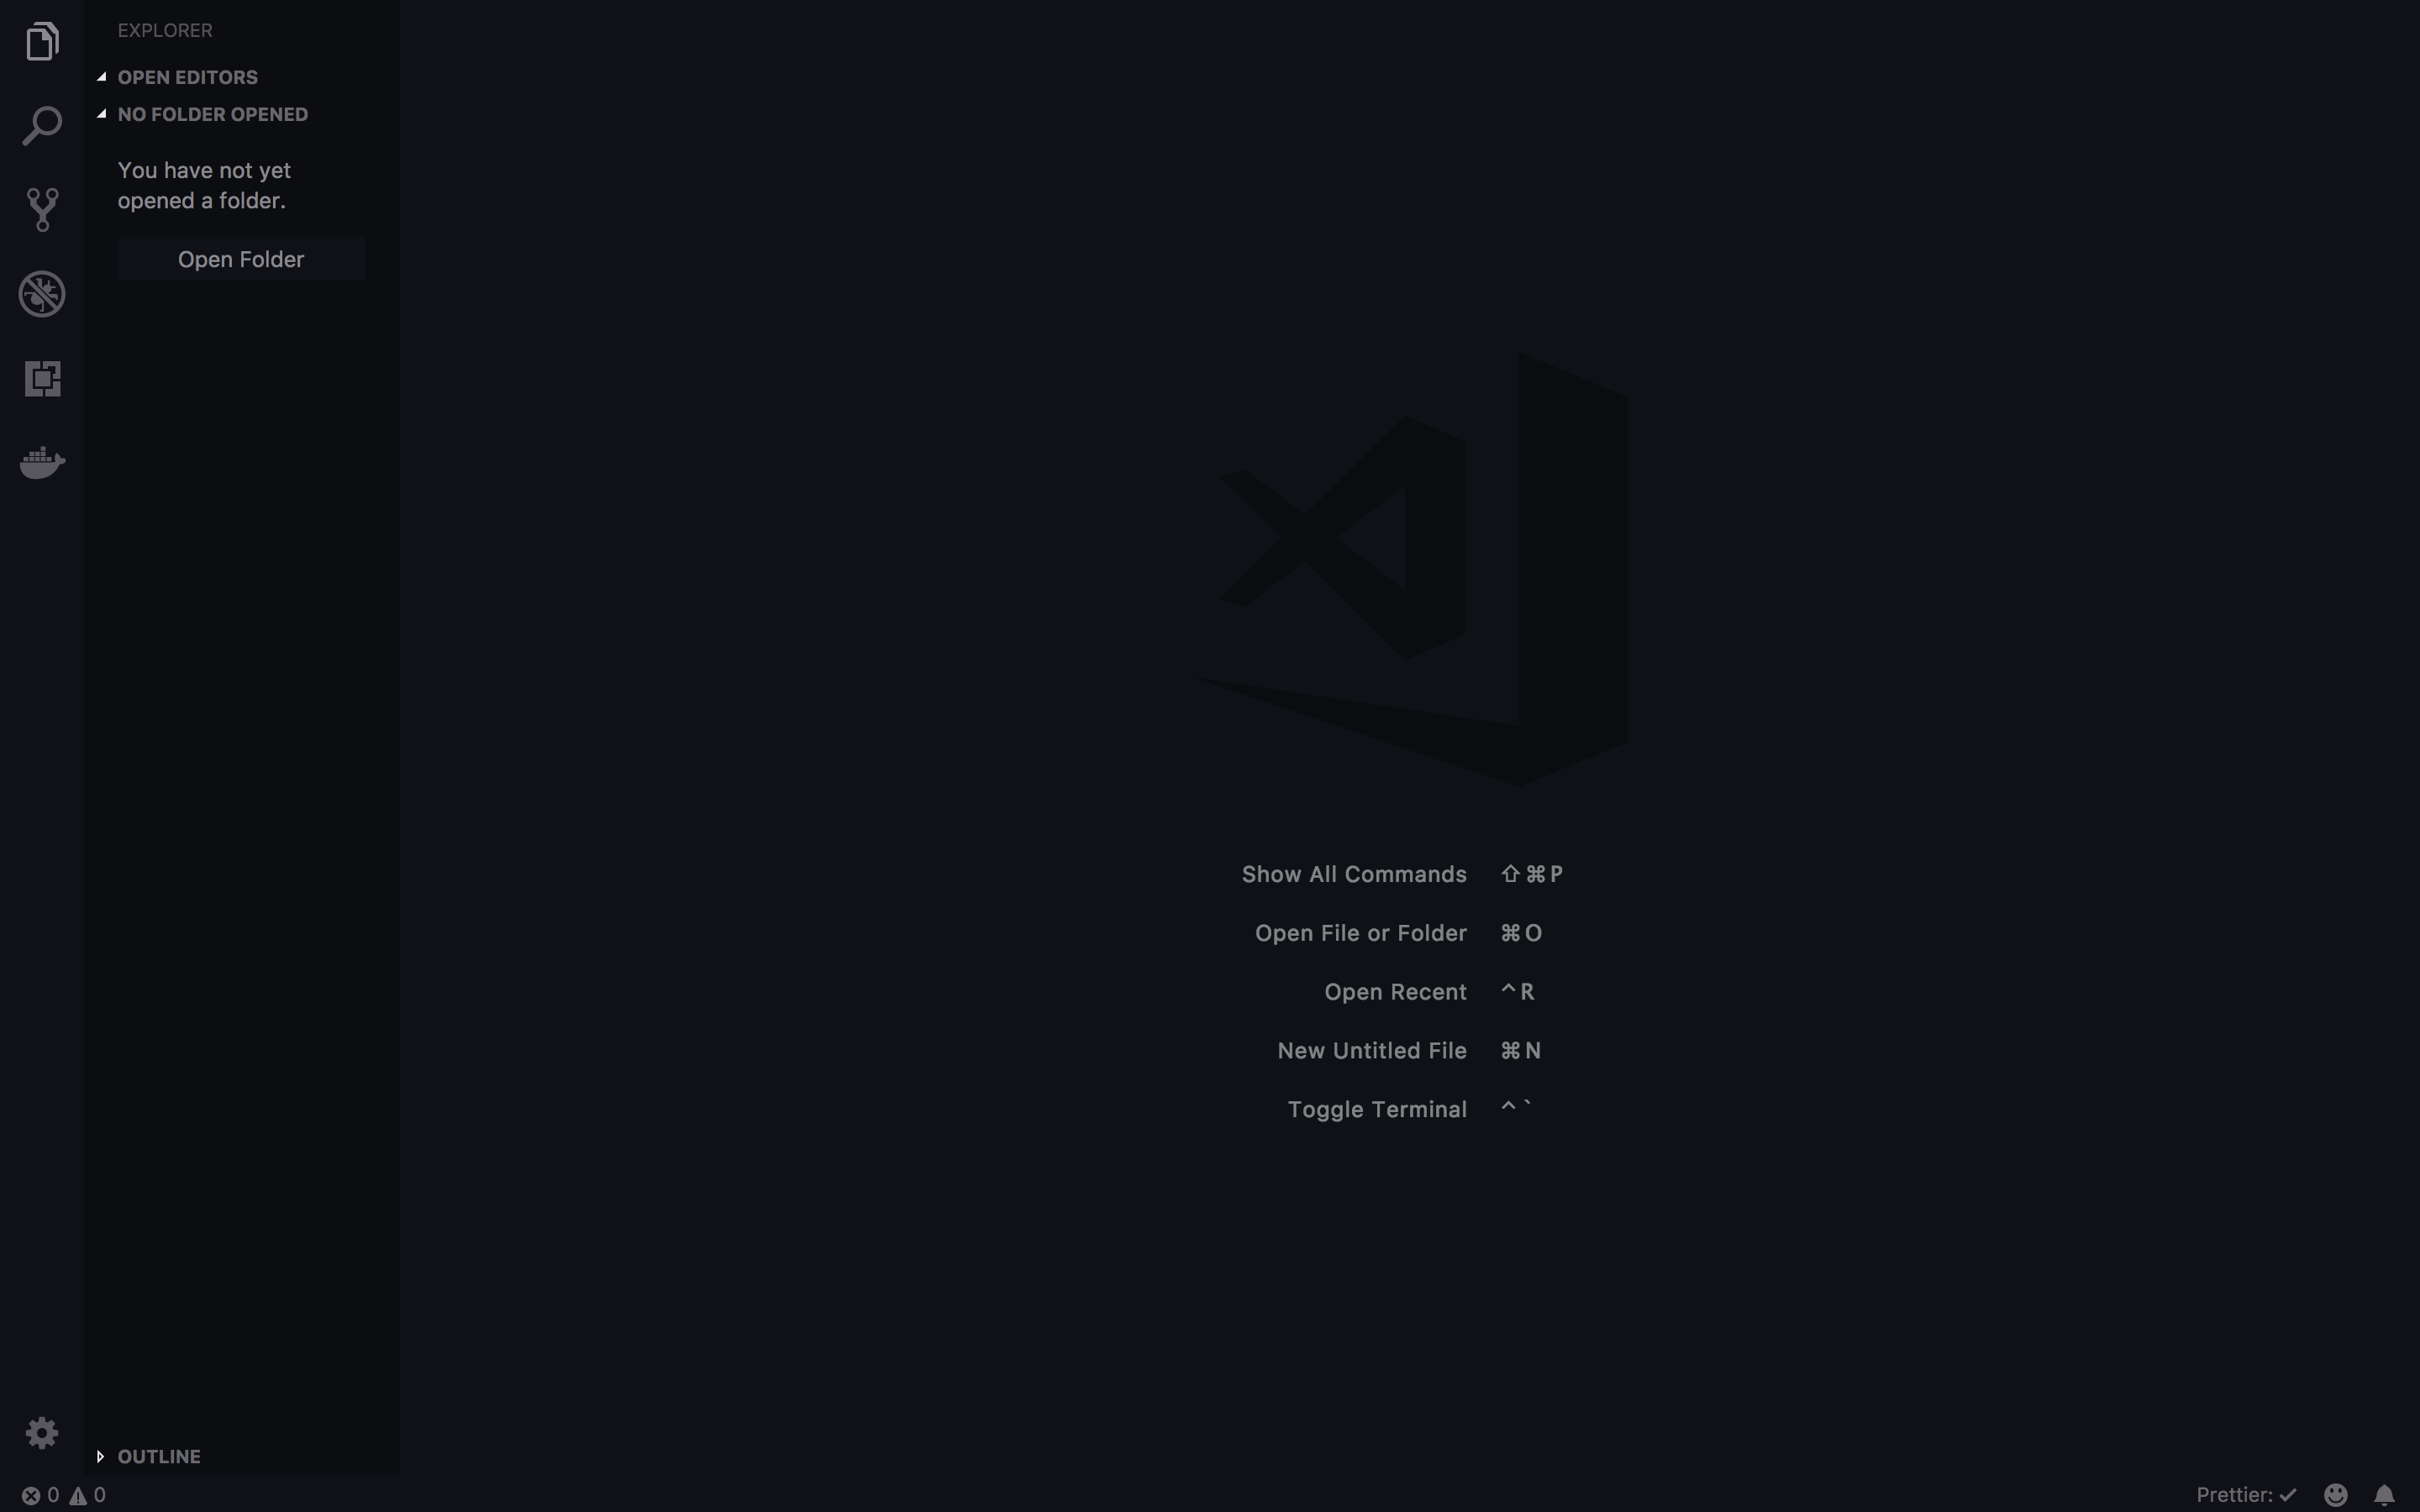 EXPLORER
OPEN EDITORS
NO FOLDER OPENED
You have not yet
opened a folder.
Open Folder
Show All Commands ⇧⌘P
Open File or Folder ⌘O
Open Recent ^R
New Untitled File ⌘N
Toggle Terminal ^`
OUTLINE
0 0
Prettier: ✓